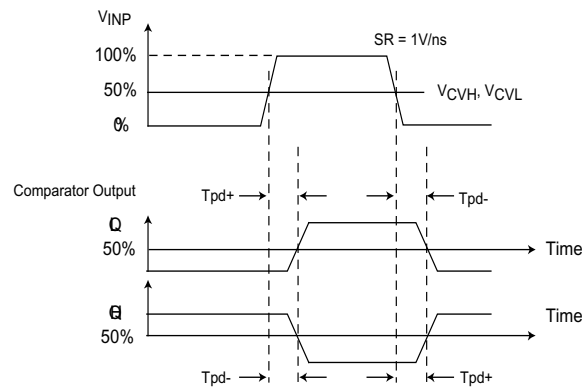 VINP
SR = 1V/ns
100%
50%
VCVH, VCVL
0%
Comparator Output
Tpd+
Tpd-
50%
Time
50%
Time
Tpd-
Tpd+